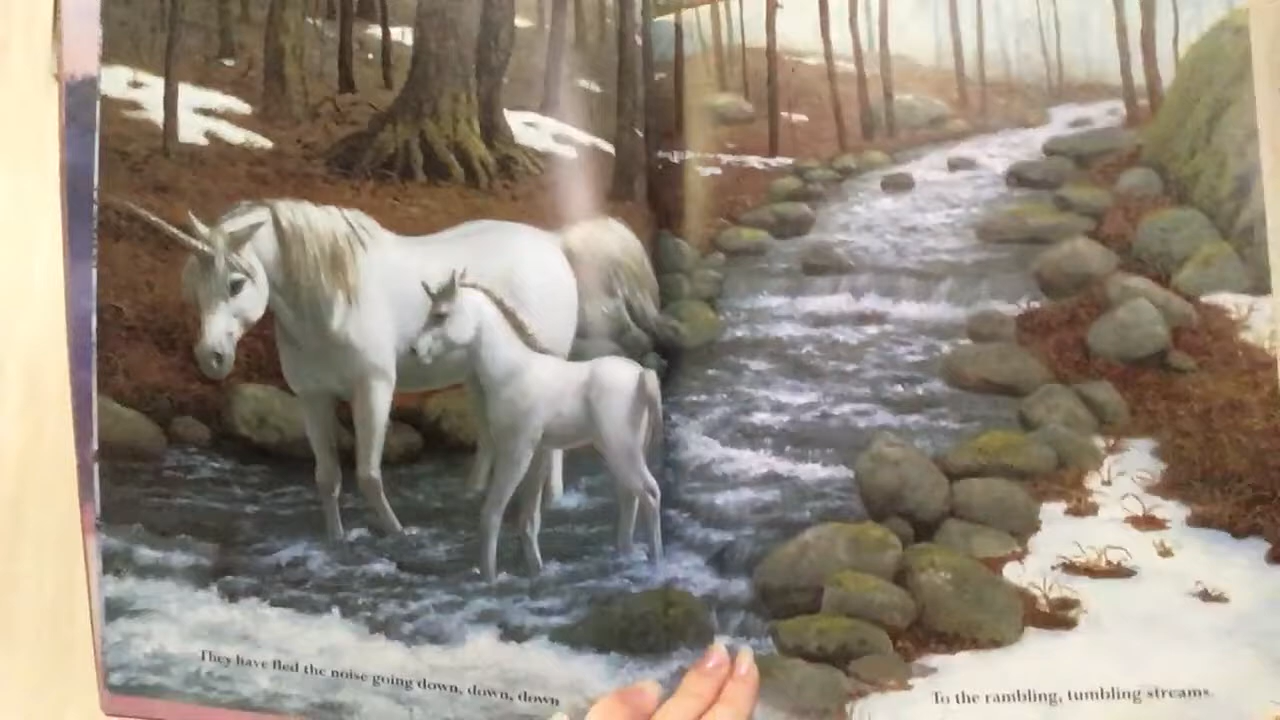 They have fled the noise going down, down, down
To the rambling, tumbling streams.